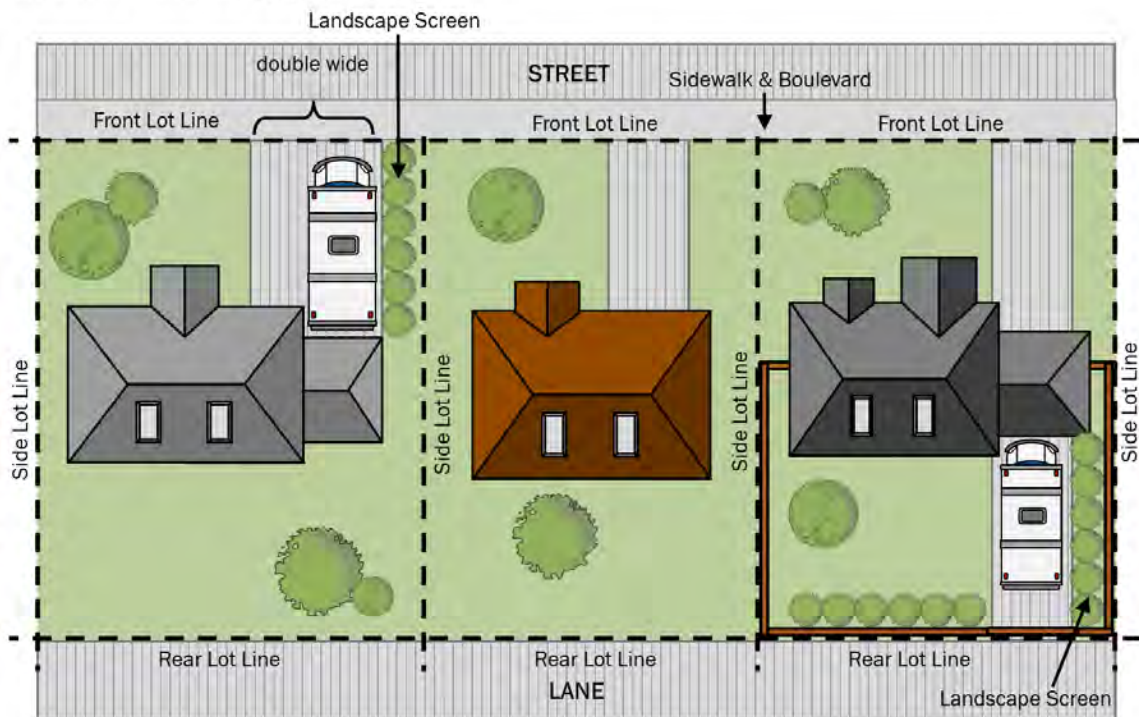 Landscape Screen
double wide
STREET
Sidewalk & Boulevard
Front Lot Line
Front Lot Line
Front Lot Line
Side Lot Line
Side Lot Line
Side Lot Line
Side Lot Line
Rear Lot Line
Rear Lot Line
Rear Lot Line
LANE
Landscape Screen